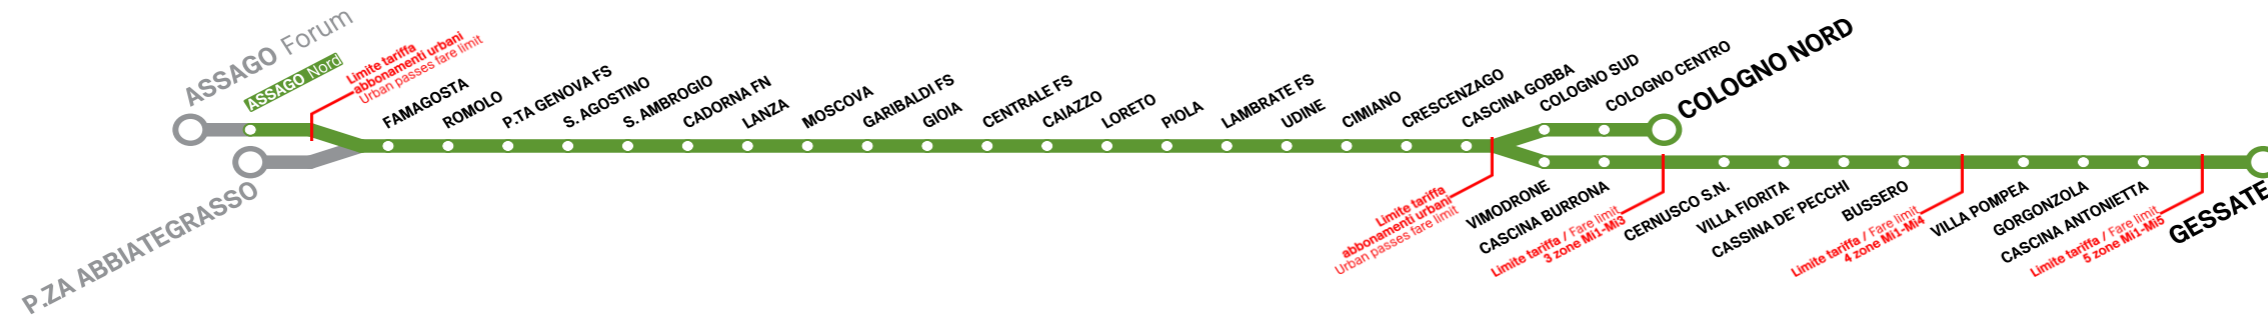 ASSAGO Forum
ASSAGO Nord
Limite tariffa
abbonamenti urbani
Urban passes fare limit
P.ZA ABBIATEGRASSO
FAMAGOSTA
ROMOLO
P.TA GENOVA FS
S. AGOSTINO
S. AMBROGIO
CADORNA FN
LANZA
MOSCOVA
GARIBALDI FS
GIOIA
CENTRALE FS
CAIAZZO
LORETO
PIOLA
LAMBRATE FS
UDINE
CIMIANO
CRESCENZAGO
CASCINA GOBBA
COLOGNO SUD
COLOGNO CENTRO
COLOGNO NORD
Limite tariffa
abbonamenti urbani
Urban passes fare limit
VIMODRONE
CASCINA BURRONA
Limite tariffa / Fare limit
3 zone Mi1-Mi3
CERNUSCO S.N.
VILLA FIORITA
CASSINA DE' PECCHI
BUSSERO
Limite tariffa / Fare limit
4 zone Mi1-Mi4
VILLA POMPEA
GORGONZOLA
CASCINA ANTONIETTA
Limite tariffa / Fare limit
5 zone Mi1-Mi5
GESSATE